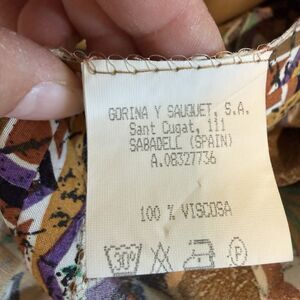 GORINA Y SAUQUET, S.A.
Sant Cugat, 111
SABADELL (SPAIN)
A.08327736
100 % VISCOSA
30°
P